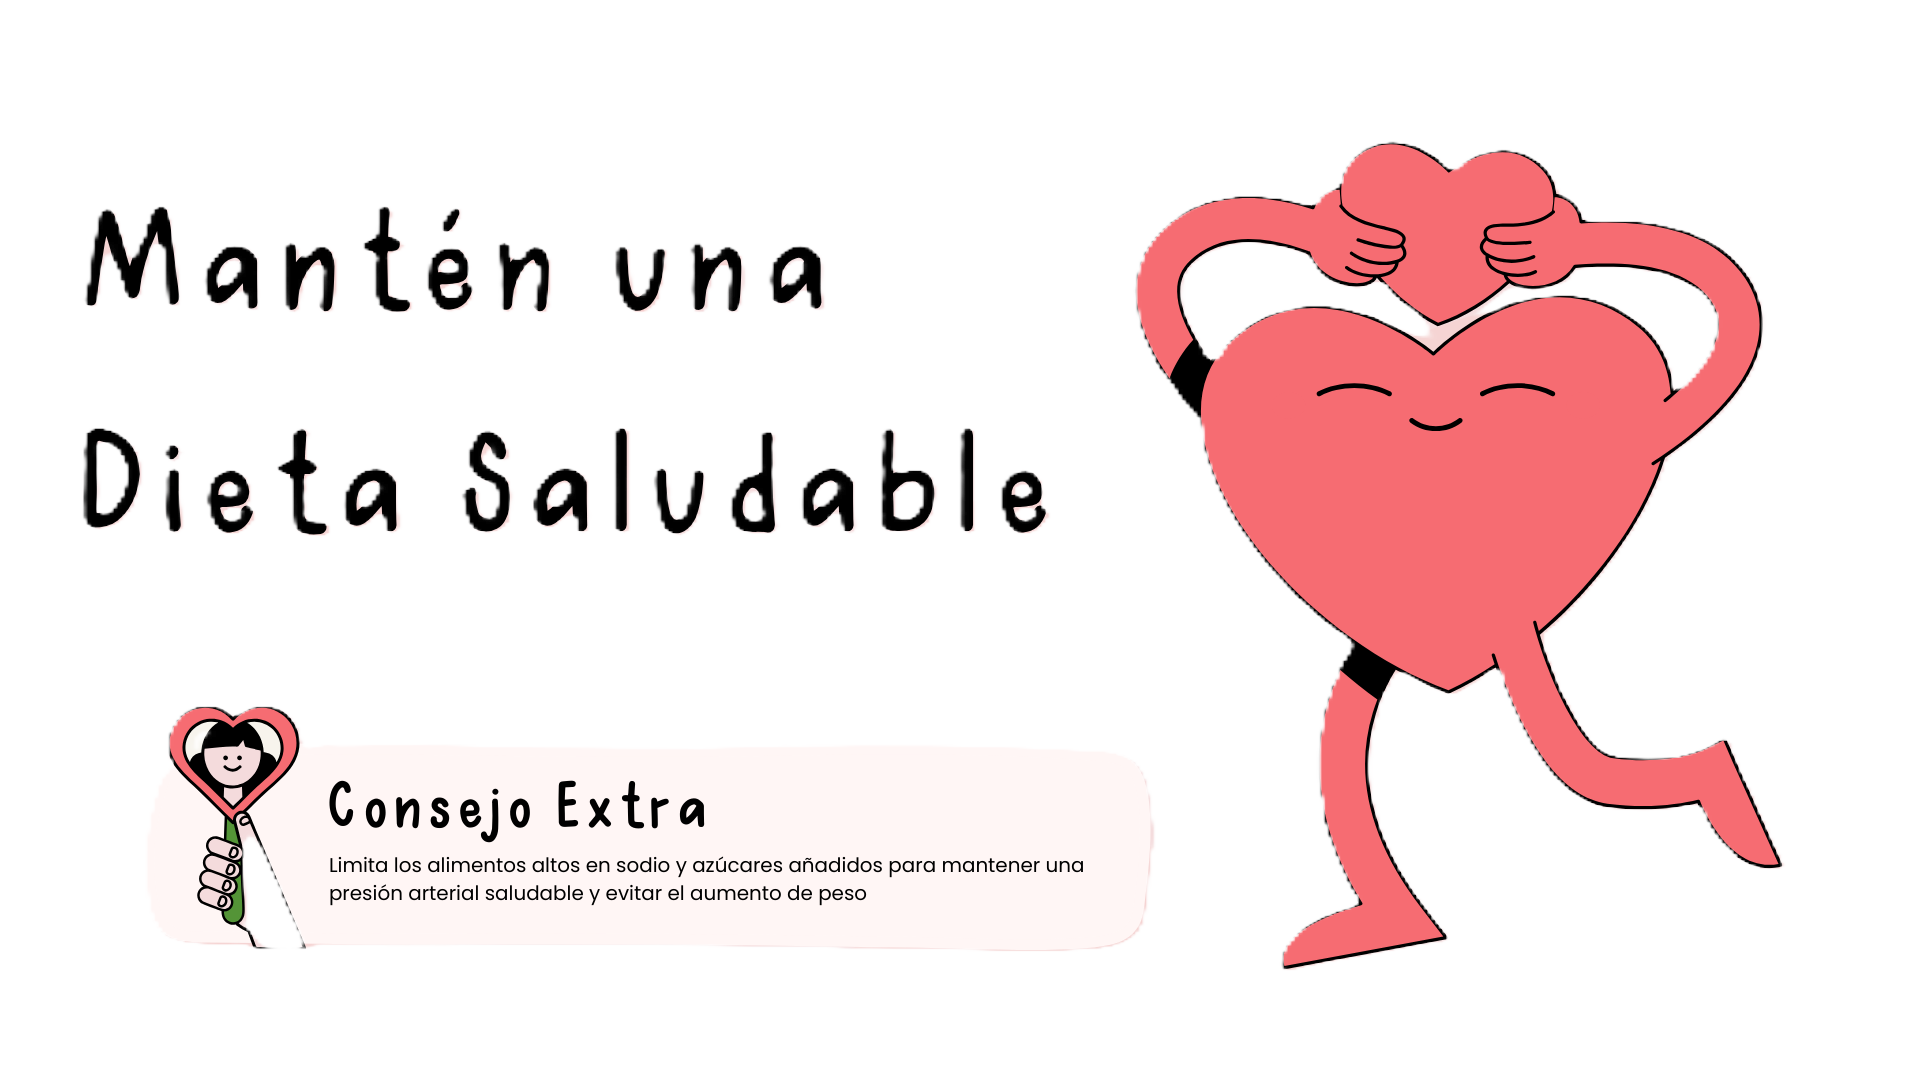 Mantén una
Dieta Saludable
Consejo Extra
Limita los alimentos altos en sodio y azúcares añadidos para mantener una
presión arterial saludable y evitar el aumento de peso